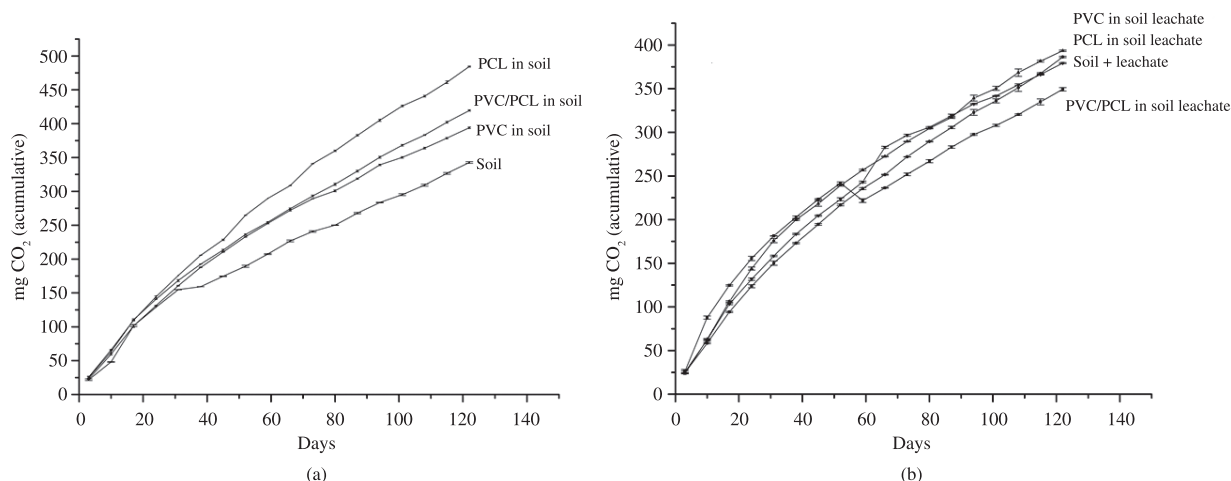 mg CO2 (acumulative)
500
450
400
350
300
250
200
150
100
50
0
PCL in soil
PVC/PCL in soil
PVC in soil
Soil
0 20 40 60 80 100 120 140
Days
(a)
mg CO2 (acumulative)
400
350
300
250
200
150
100
50
0
PVC in soil leachate
PCL in soil leachate
Soil + leachate
PVC/PCL in soil leachate
0 20 40 60 80 100 120 140
Days
(b)